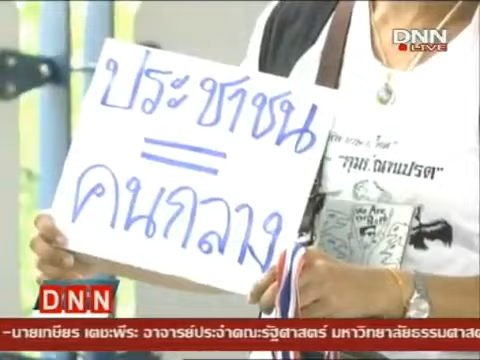 DNN
LIVE
ประชาชน
=
คนกลาง
DNN
-นายเกษียร เตชะพีระ อาจารย์ประจำคณะรัฐศาสตร์ มหาวิทยาลัยธรรมศาสต